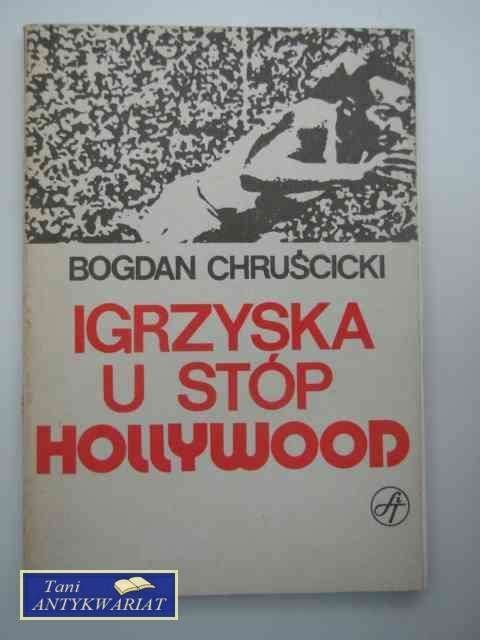 BOGDAN CHRUŚCICKI
IGRZYSKA
U STÓP
HOLLYWOOD
Tani
ANTYKWARIAT